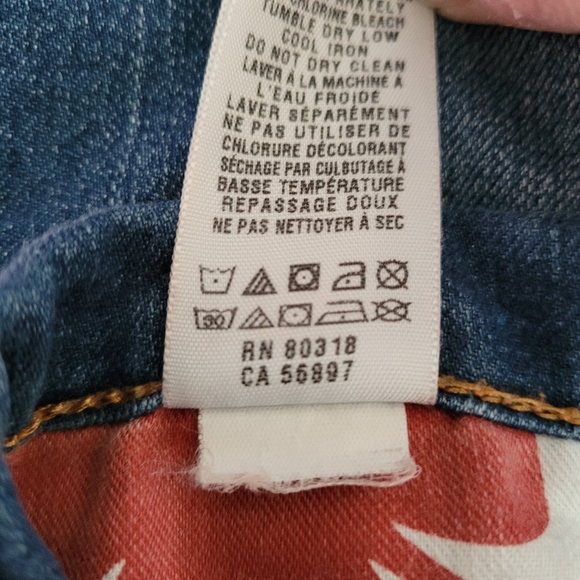 CHLORINE BLEACH
TUMBLE DRY LOW
COOL IRON
DO NOT DRY CLEAN
LAVER À LA MACHINE À
L'EAU FROIDE
LAVER SÉPARÉMENT
NE PAS UTILISER DE
CHLORURE DÉCOLORANT
SÉCHAGE PAR CULBUTAGE À
BASSE TEMPÉRATURE
REPASSAGE DOUX
NE PAS NETTOYER À SEC
30
RN 80318
CA 56897